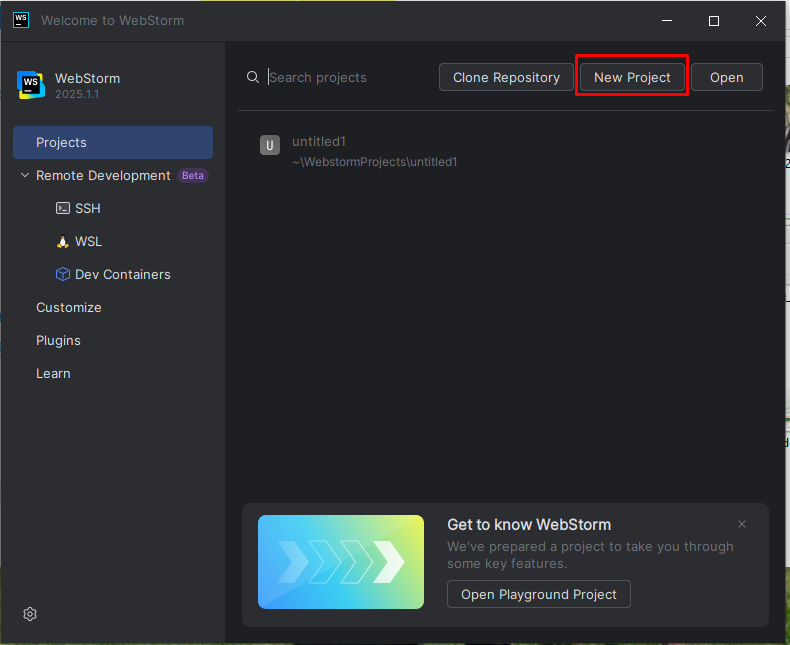 WS Welcome to WebStorm
WS
WebStorm
2025.1.1
Projects
Remote Development Beta
SSH
WSL
Dev Containers
Customize
Plugins
Learn
Search projects
Clone Repository
New Project
Open
U
untitled1
~\WebstormProjects\untitled1
Get to know WebStorm
We've prepared a project to take you through
some key features.
Open Playground Project